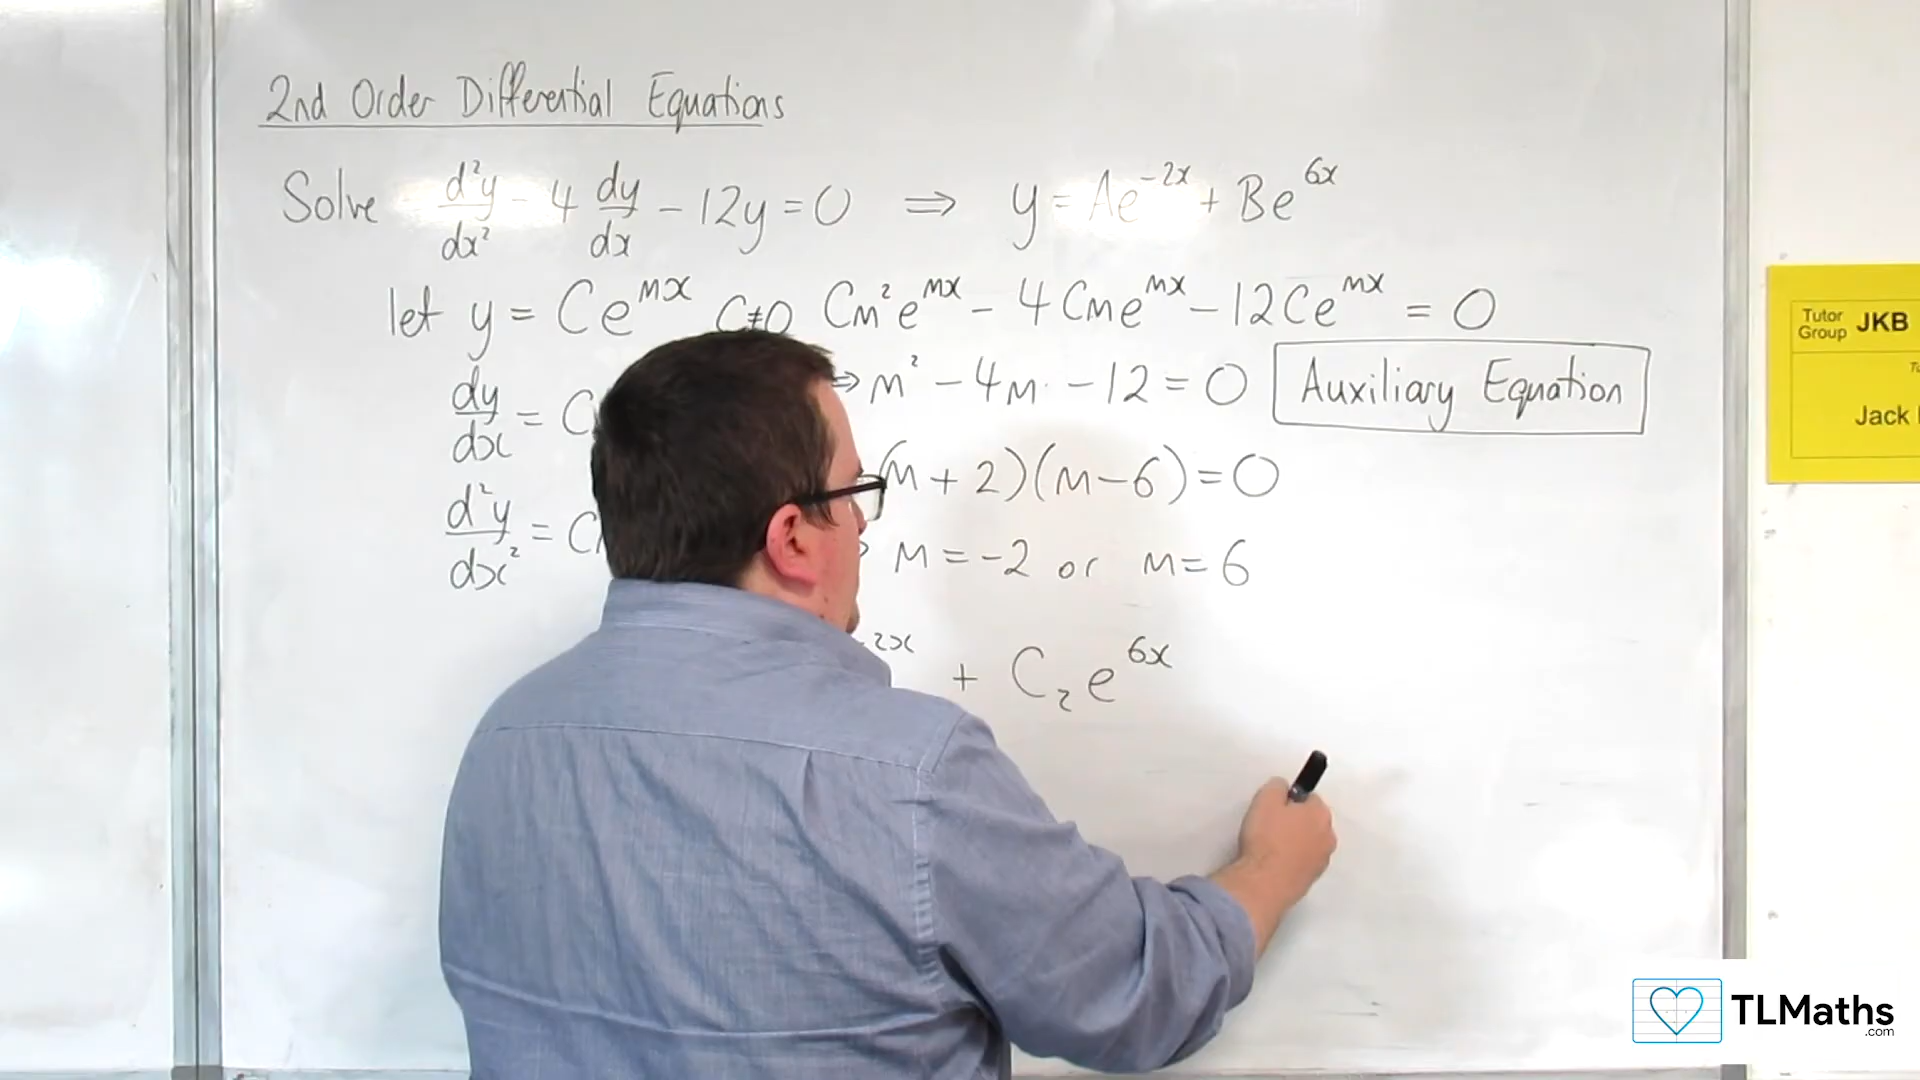 2nd Order Differential Equations
Solve d²y/dx² - 4 dy/dx - 12y = 0 ⇒ y = Ae^-2x + Be^6x
let y = Ce^mx C≠0 Cm²e^mx - 4Cme^mx - 12Ce^mx = 0
dy/dx = C ⇒ m² - 4m - 12 = 0 Auxiliary Equation
(m + 2)(m - 6) = 0
d²y/dx² = C m = -2 or m = 6
-2x + C₂e^6x
Tutor Group JKB
Jack
TLMaths
.com